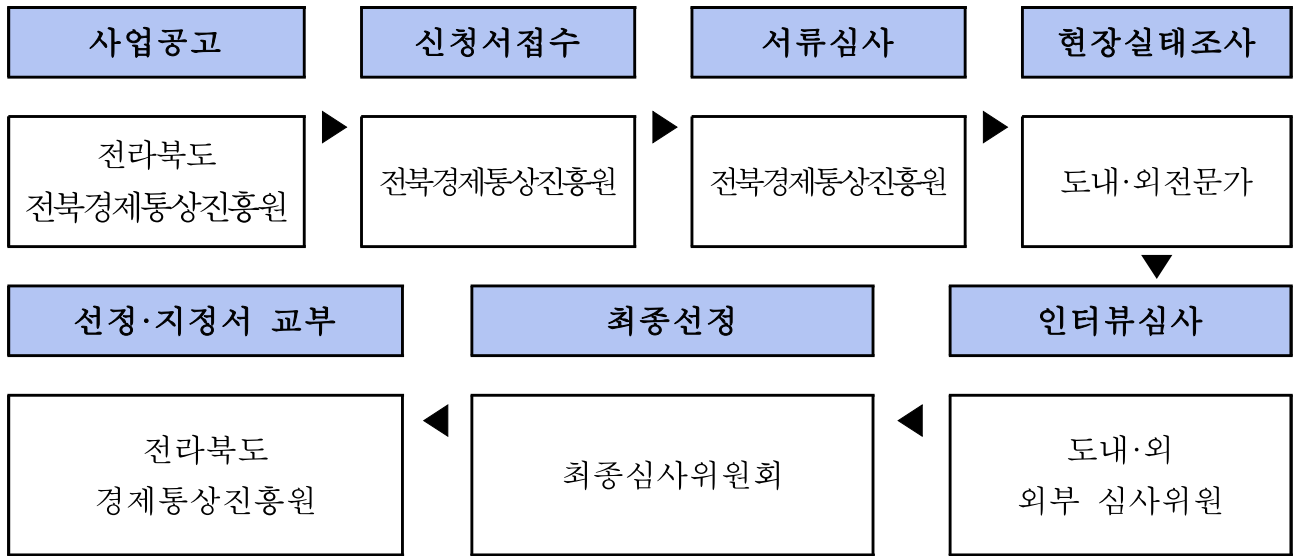 사업공고
신청서접수
서류심사
현장실태조사
전라북도
전북경제통상진흥원
전북경제통상진흥원
전북경제통상진흥원
도내·외전문가
인터뷰심사
도내·외
외부 심사위원
최종선정
최종심사위원회
선정·지정서 교부
전라북도
경제통상진흥원